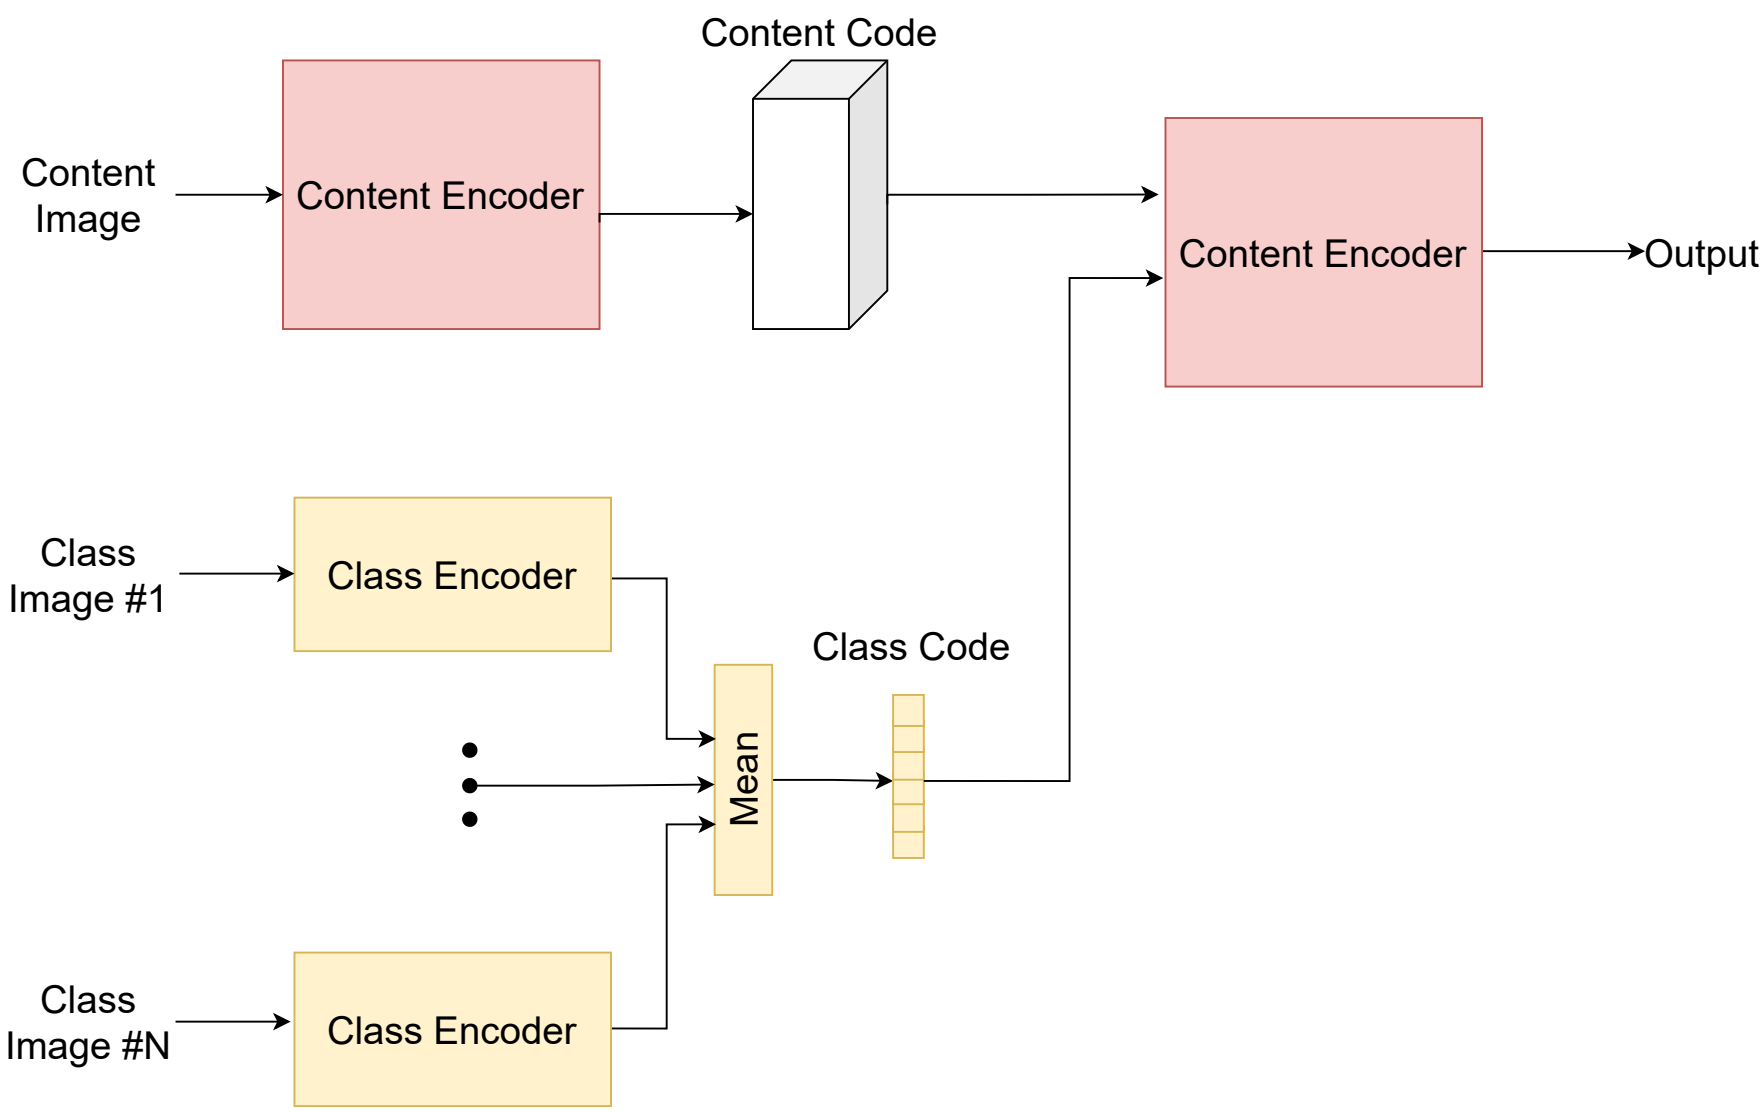 Content Code
Content
Image
Content Encoder
Content Encoder
Output
Class
Image #1
Class Encoder
Class Code
Mean
Class
Image #N
Class Encoder